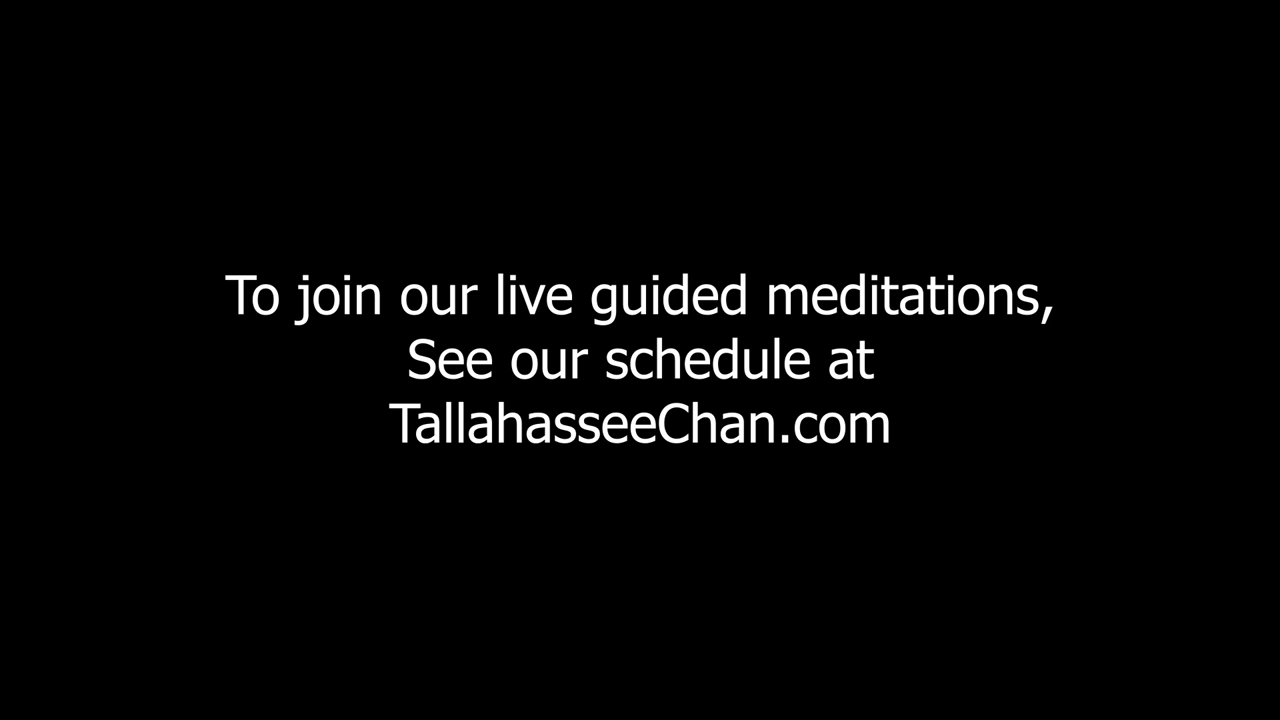 To join our live guided meditations,
See our schedule at
TallahasseeChan.com